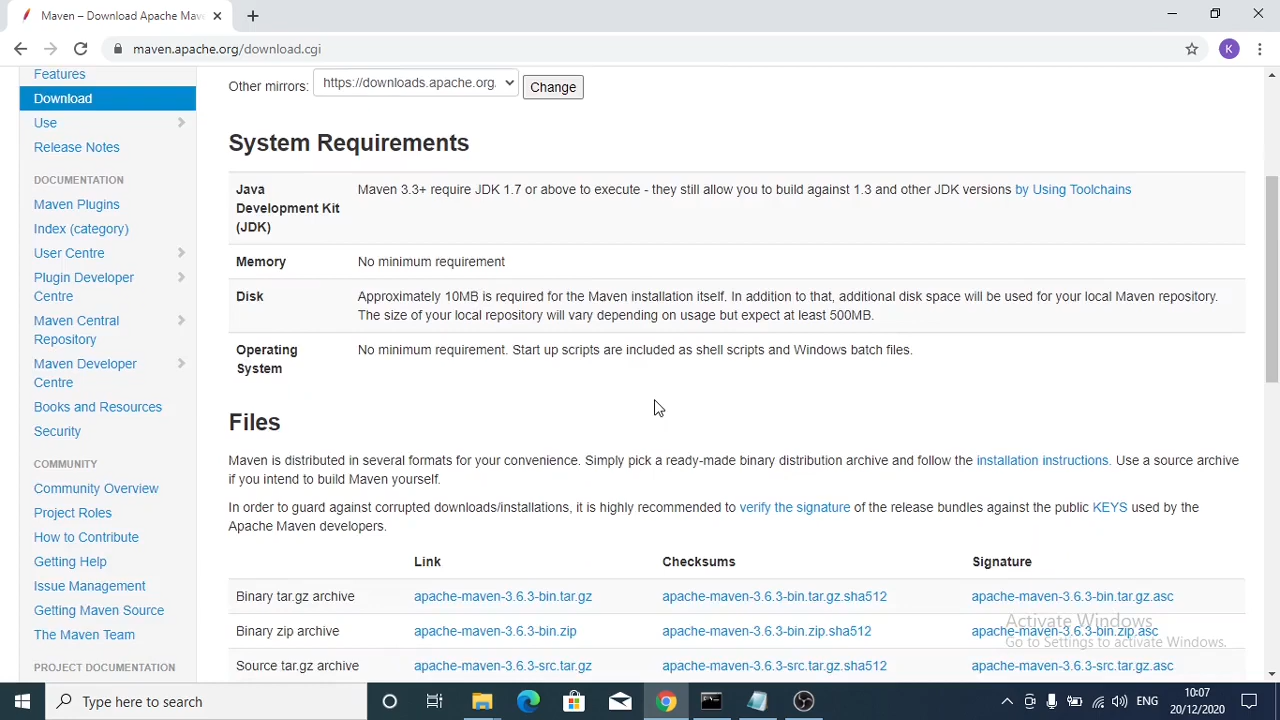 Maven – Download Apache Mav
maven.apache.org/download.cgi
K
Features
Download
Use
Release Notes
DOCUMENTATION
Maven Plugins
Index (category)
User Centre
Plugin Developer
Centre
Maven Central
Repository
Maven Developer
Centre
Books and Resources
Security
COMMUNITY
Community Overview
Project Roles
How to Contribute
Getting Help
Issue Management
Getting Maven Source
The Maven Team
PROJECT DOCUMENTATION
Other mirrors: https://downloads.apache.org. Change
System Requirements
Java
Development Kit
(JDK)
Maven 3.3+ require JDK 1.7 or above to execute - they still allow you to build against 1.3 and other JDK versions by Using Toolchains
Memory No minimum requirement
Disk Approximately 10MB is required for the Maven installation itself. In addition to that, additional disk space will be used for your local Maven repository.
The size of your local repository will vary depending on usage but expect at least 500MB.
Operating
System
No minimum requirement. Start up scripts are included as shell scripts and Windows batch files.
Files
Maven is distributed in several formats for your convenience. Simply pick a ready-made binary distribution archive and follow the installation instructions. Use a source archive
if you intend to build Maven yourself.
In order to guard against corrupted downloads/installations, it is highly recommended to verify the signature of the release bundles against the public KEYS used by the
Apache Maven developers.
Link Checksums Signature
Binary tar.gz archive apache-maven-3.6.3-bin.tar.gz apache-maven-3.6.3-bin.tar.gz.sha512 apache-maven-3.6.3-bin.tar.gz.asc
Binary zip archive apache-maven-3.6.3-bin.zip apache-maven-3.6.3-bin.zip.sha512 apache-maven-3.6.3-bin.zip.asc
Source tar.gz archive apache-maven-3.6.3-src.tar.gz apache-maven-3.6.3-src.tar.gz.sha512 apache-maven-3.6.3-src.tar.gz.asc
Activate Windows
Go to Settings to activate Windows.
Type here to search
ENG
10:07
20/12/2020